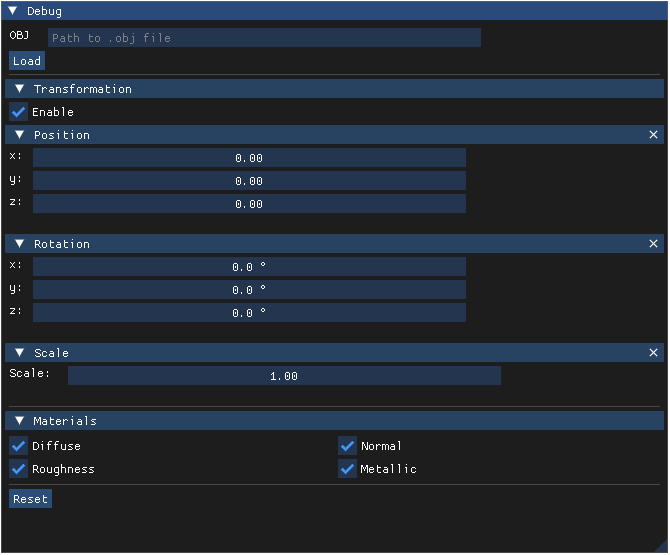 Debug
OBJ Path to .obj file
Load
Transformation
Enable
Position
x: 0.00
y: 0.00
z: 0.00
Rotation
x: 0.0 °
y: 0.0 °
z: 0.0 °
Scale
Scale: 1.00
Materials
Diffuse Normal
Roughness Metallic
Reset